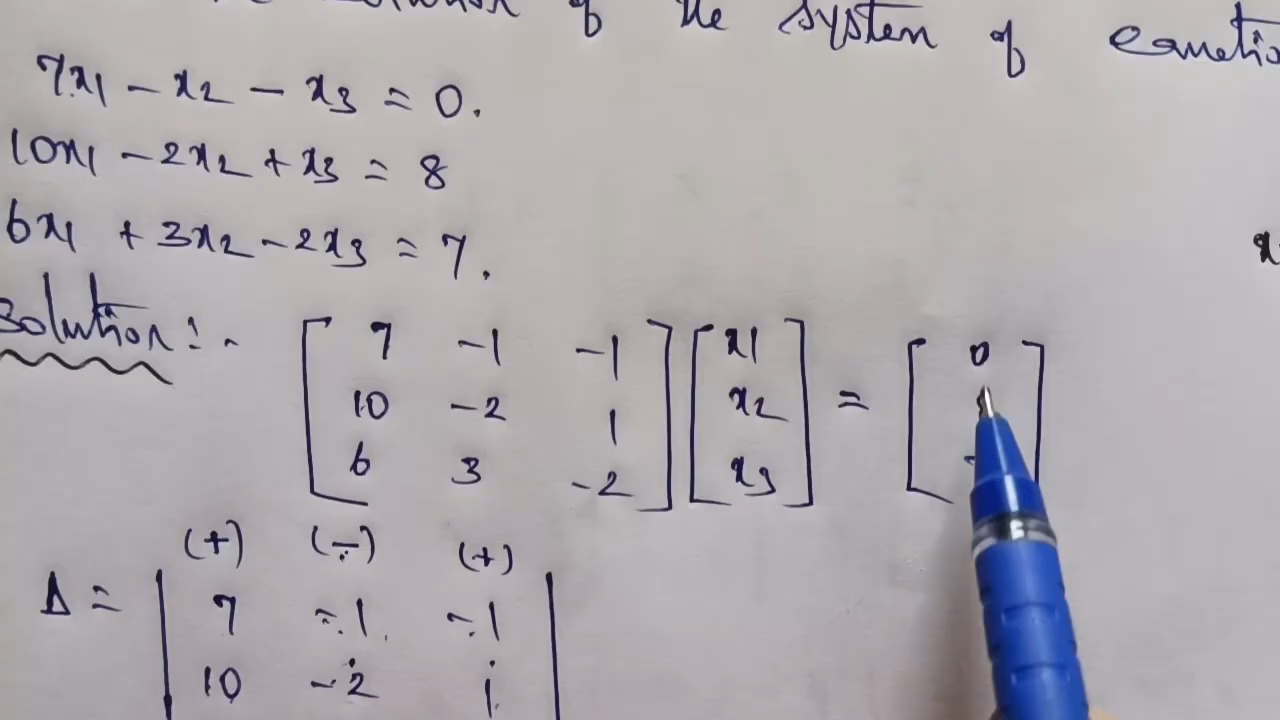 of the system of
7x1 - x2 - x3 = 0.
10x1 - 2x2 + x3 = 8
6x1 + 3x2 - 2x3 = 7.
Solution:- [ 7 -1 -1 ] [ x1 ] = [ 0 ]
[ 10 -2 1 ] [ x2 ]
[ 6 3 -2 ] [ x3 ]
(+) (-) (+)
Δ = | 7 -1 -1 |
| 10 -2 1 |